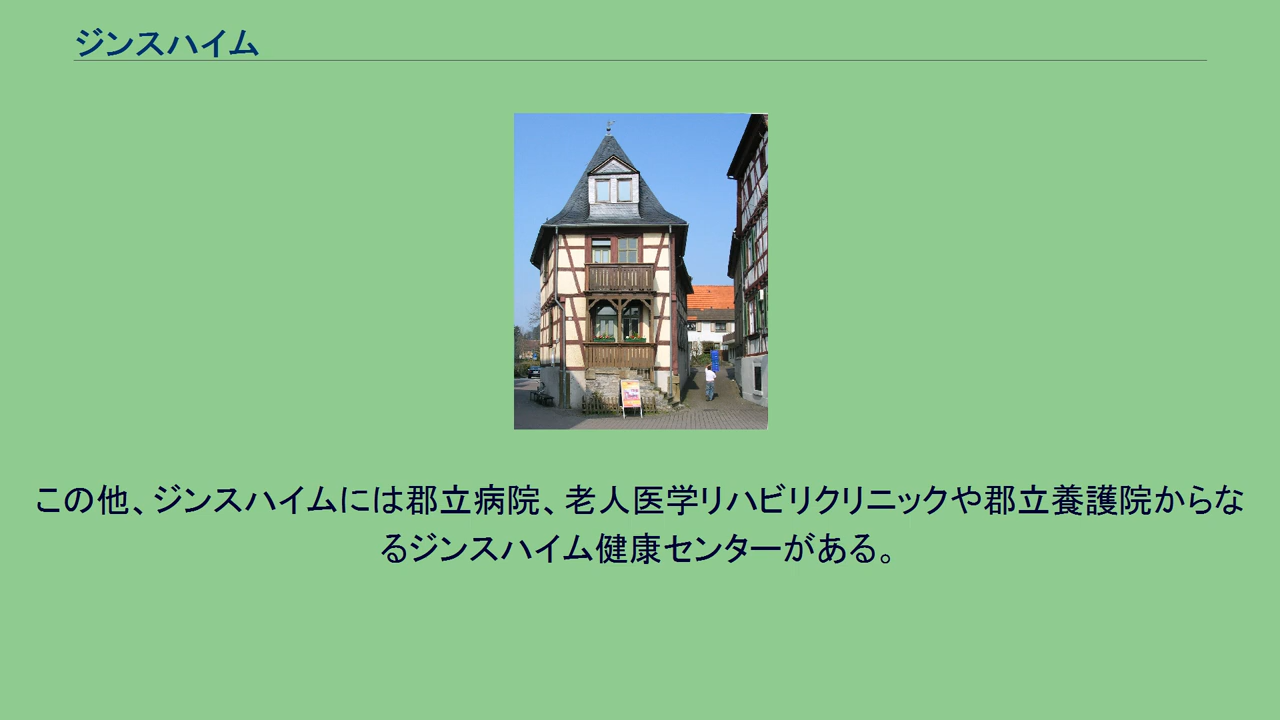 ジンスハイム
この他、ジンスハイムには郡立病院、老人医学リハビリクリニックや郡立養護院からな
るジンスハイム健康センターがある。